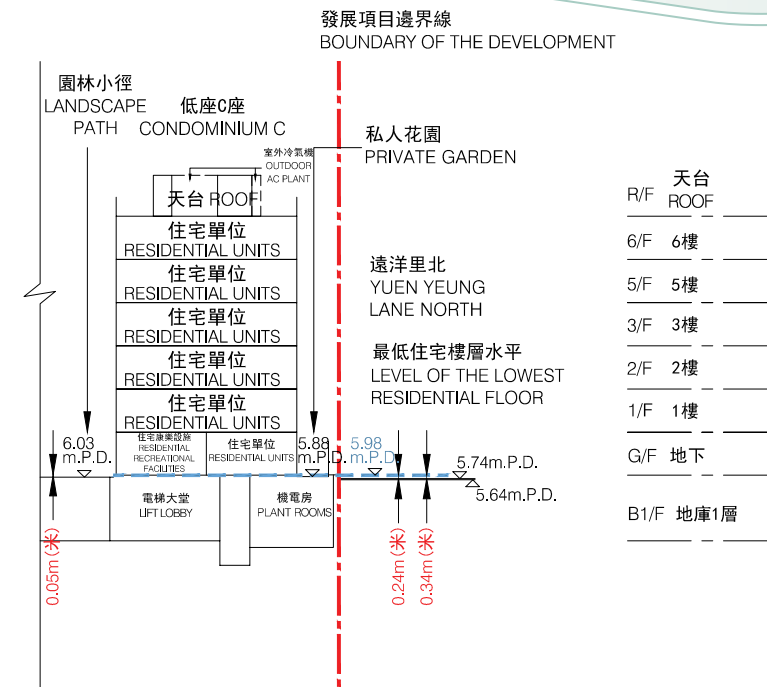 發展項目邊界線
BOUNDARY OF THE DEVELOPMENT
園林小徑
LANDSCAPE
PATH
低座C座
CONDOMINIUM C
室外冷氣機
OUTDOOR
AC PLANT
私人花園
PRIVATE GARDEN
天台 ROOF
住宅單位
RESIDENTIAL UNITS
住宅單位
RESIDENTIAL UNITS
住宅單位
RESIDENTIAL UNITS
住宅單位
RESIDENTIAL UNITS
住宅單位
RESIDENTIAL UNITS
住宅康樂設施
RESIDENTIAL
RECREATIONAL
FACILITIES
住宅單位
RESIDENTIAL UNITS
電梯大堂
LIFT LOBBY
機電房
PLANT ROOMS
遠洋里北
YUEN YEUNG
LANE NORTH
最低住宅樓層水平
LEVEL OF THE LOWEST
RESIDENTIAL FLOOR
6.03
m.P.D.
5.88
m.P.D.
5.98
m.P.D.
5.74m.P.D.
5.64m.P.D.
0.05m (米)
0.24m (米)
0.34m (米)
R/F 天台
ROOF
6/F 6樓
5/F 5樓
3/F 3樓
2/F 2樓
1/F 1樓
G/F 地下
B1/F 地庫1層